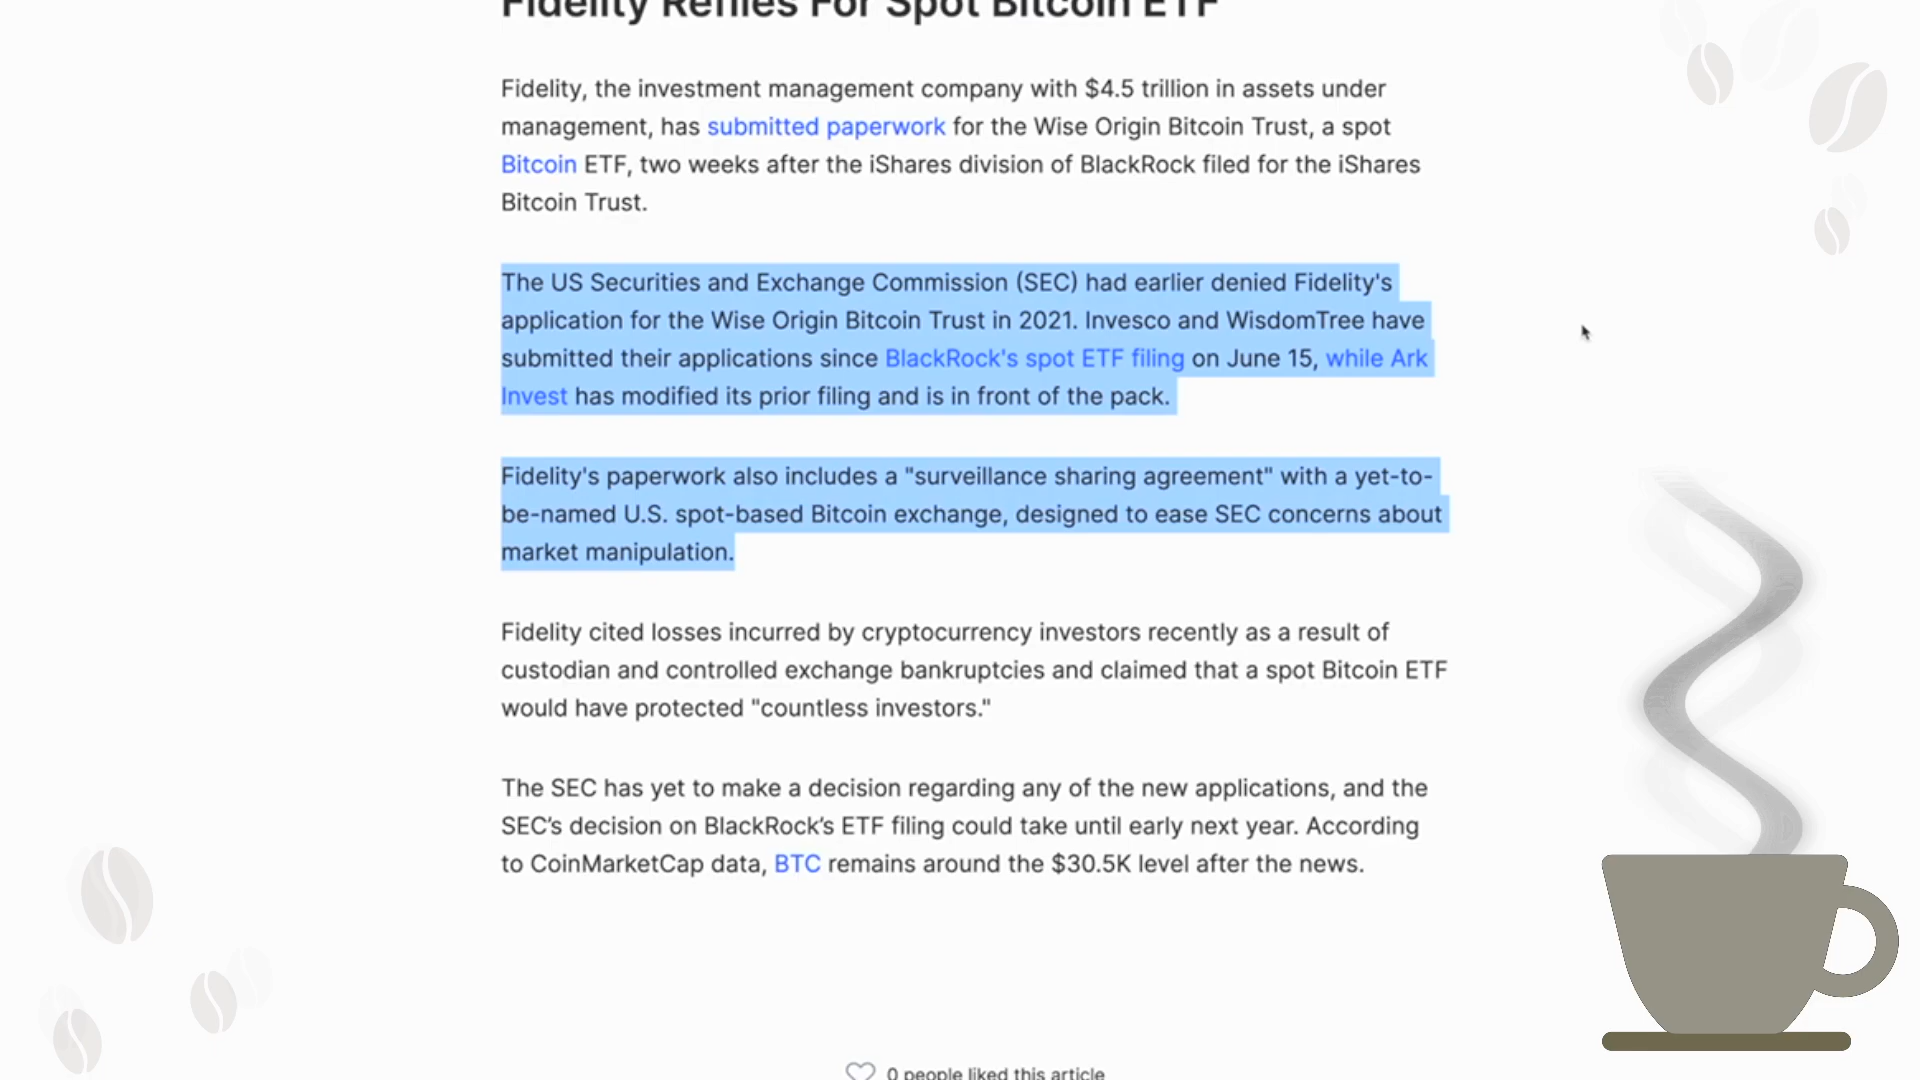 Fidelity Refiles For Spot Bitcoin ETF
Fidelity, the investment management company with $4.5 trillion in assets under
management, has submitted paperwork for the Wise Origin Bitcoin Trust, a spot
Bitcoin ETF, two weeks after the iShares division of BlackRock filed for the iShares
Bitcoin Trust.
The US Securities and Exchange Commission (SEC) had earlier denied Fidelity's
application for the Wise Origin Bitcoin Trust in 2021. Invesco and WisdomTree have
submitted their applications since BlackRock's spot ETF filing on June 15, while Ark
Invest has modified its prior filing and is in front of the pack.
Fidelity's paperwork also includes a "surveillance sharing agreement" with a yet-to-
be-named U.S. spot-based Bitcoin exchange, designed to ease SEC concerns about
market manipulation.
Fidelity cited losses incurred by cryptocurrency investors recently as a result of
custodian and controlled exchange bankruptcies and claimed that a spot Bitcoin ETF
would have protected "countless investors."
The SEC has yet to make a decision regarding any of the new applications, and the
SEC’s decision on BlackRock’s ETF filing could take until early next year. According
to CoinMarketCap data, BTC remains around the $30.5K level after the news.
0 people liked this article